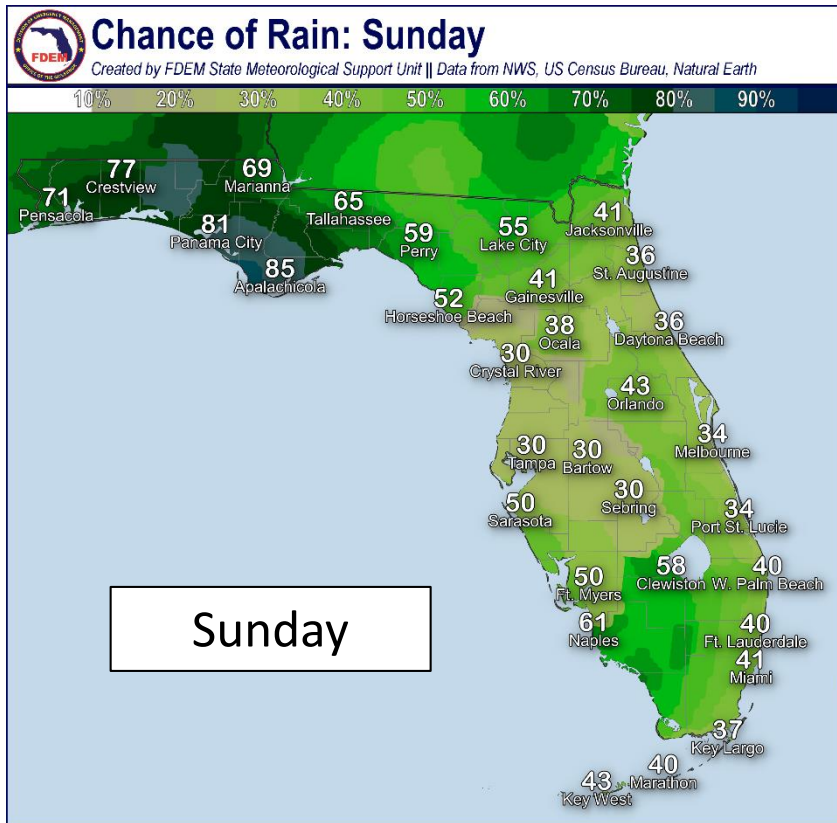 Chance of Rain: Sunday
Created by FDEM State Meteorological Support Unit || Data from NWS, US Census Bureau, Natural Earth
FDEM
10% 20% 30% 40% 50% 60% 70% 80% 90%
77
Crestview
69
Marianna
71
Pensacola
65
Tallahassee
81
Panama City
59
Perry
55
Lake City
41
Jacksonville
85
Apalachicola
36
St. Augustine
41
Gainesville
52
Horseshoe Beach
38
Ocala
36
Daytona Beach
30
Crystal River
43
Orlando
34
Melbourne
30
Tampa
30
Bartow
30
Sebring
50
Sarasota
34
Port St. Lucie
50
Ft. Myers
58
Clewiston
40
W. Palm Beach
Sunday
61
Naples
40
Ft. Lauderdale
41
Miami
37
Key Largo
40
Marathon
43
Key West